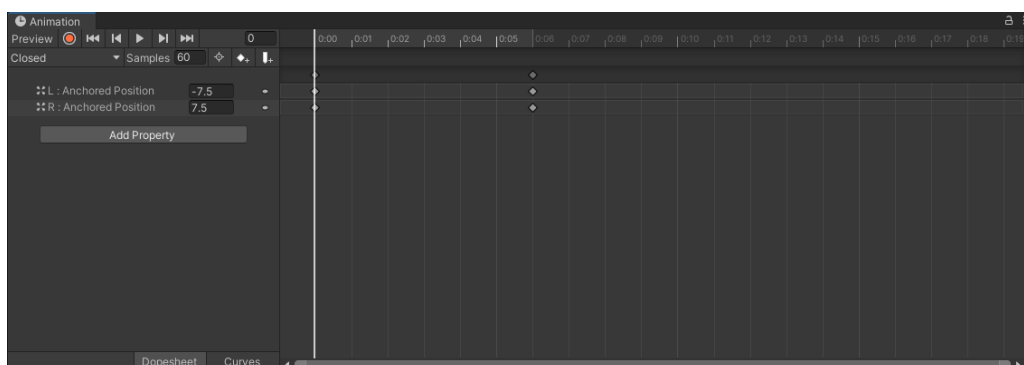 Animation
Preview 0 0:00 0:01 0:02 0:03 0:04 0:05 0:06 0:07 0:08 0:09 0:10 0:11 0:12 0:13 0:14 0:15 0:16 0:17 0:18 0:19
Closed Samples 60
L : Anchored Position -7.5
R : Anchored Position 7.5
Add Property
Dopesheet Curves